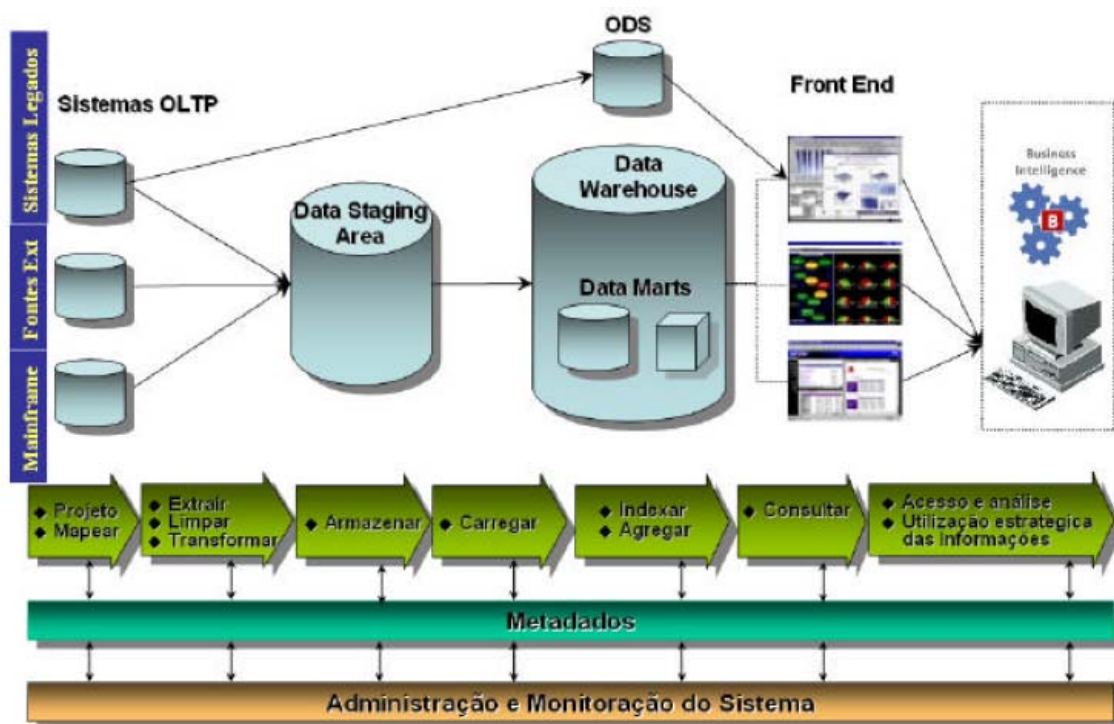 ODS
Sistemas Legados
Sistemas OLTP
Front End
Business
Intelligence
B
Data
Warehouse
Data Staging
Area
Fontes Ext
Data Marts
Mainframe
Projeto
Mapear
Extrair
Limpar
Transformar
Armazenar
Carregar
Indexar
Agregar
Consultar
Acesso e análise
Utilização estrategica
das Informações
Metadados
Administração e Monitoração do Sistema